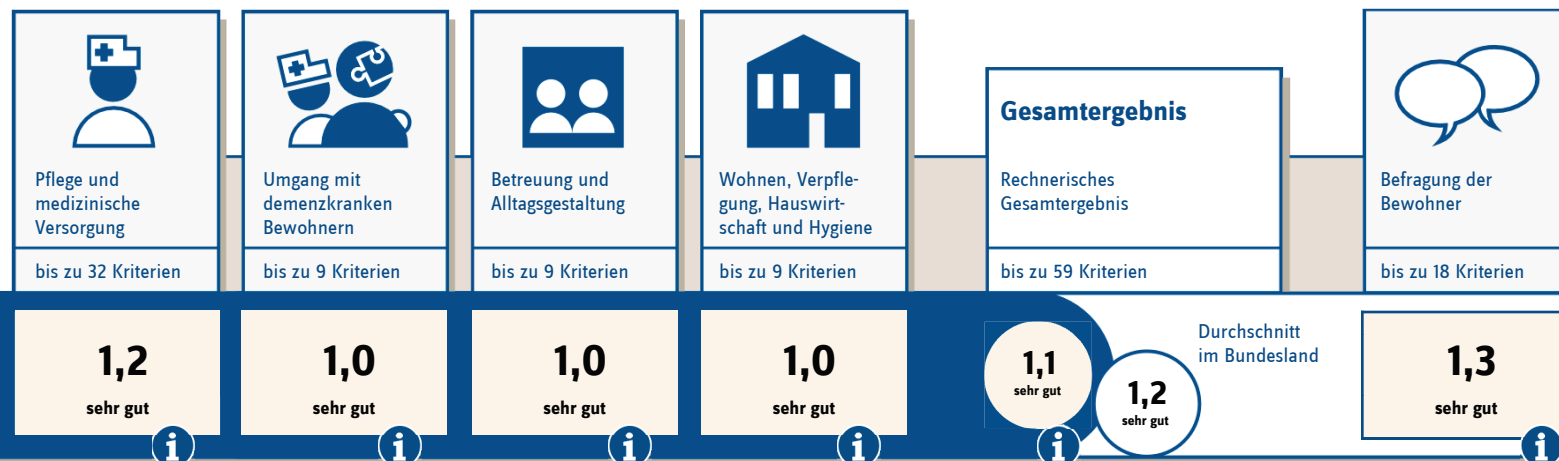 Pflege und
medizinische
Versorgung
bis zu 32 Kriterien
1,2
sehr gut
i
Umgang mit
demenzkranken
Bewohnern
bis zu 9 Kriterien
1,0
sehr gut
i
Betreuung und
Alltagsgestaltung
bis zu 9 Kriterien
1,0
sehr gut
i
Wohnen, Verpfle-
gung, Hauswirt-
schaft und Hygiene
bis zu 9 Kriterien
1,0
sehr gut
i
Gesamtergebnis
Rechnerisches
Gesamtergebnis
bis zu 59 Kriterien
1,1
sehr gut
i
Durchschnitt
im Bundesland
1,2
sehr gut
Befragung der
Bewohner
bis zu 18 Kriterien
1,3
sehr gut
i